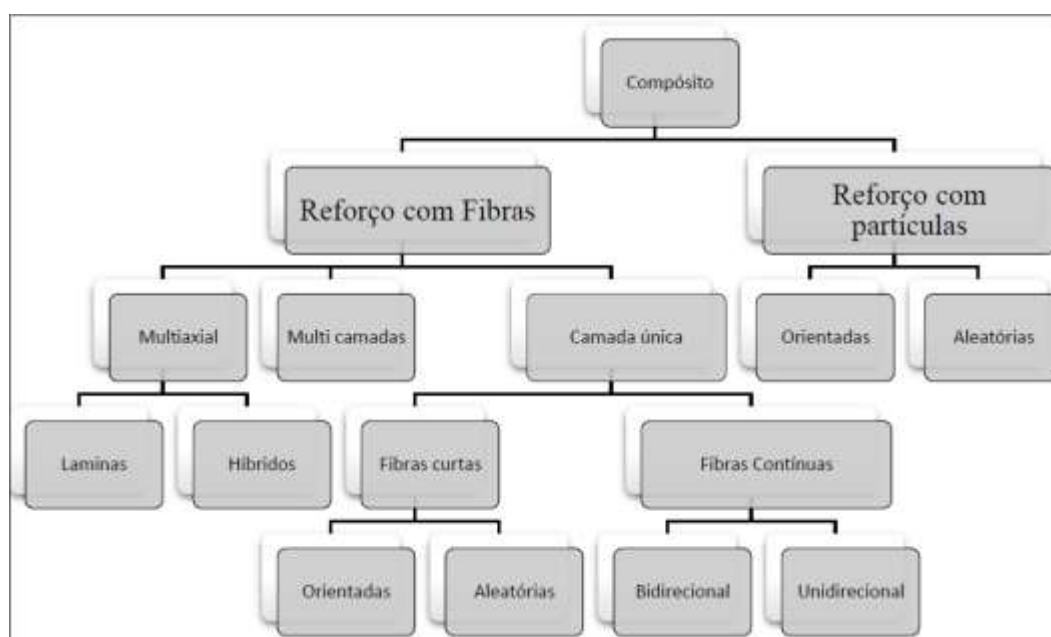 Compósito
Reforço com Fibras
Reforço com
partículas
Multiaxial
Multi camadas
Camada única
Orientadas
Aleatórias
Laminas
Híbridos
Fibras curtas
Fibras Contínuas
Orientadas
Aleatórias
Bidirecional
Unidirecional